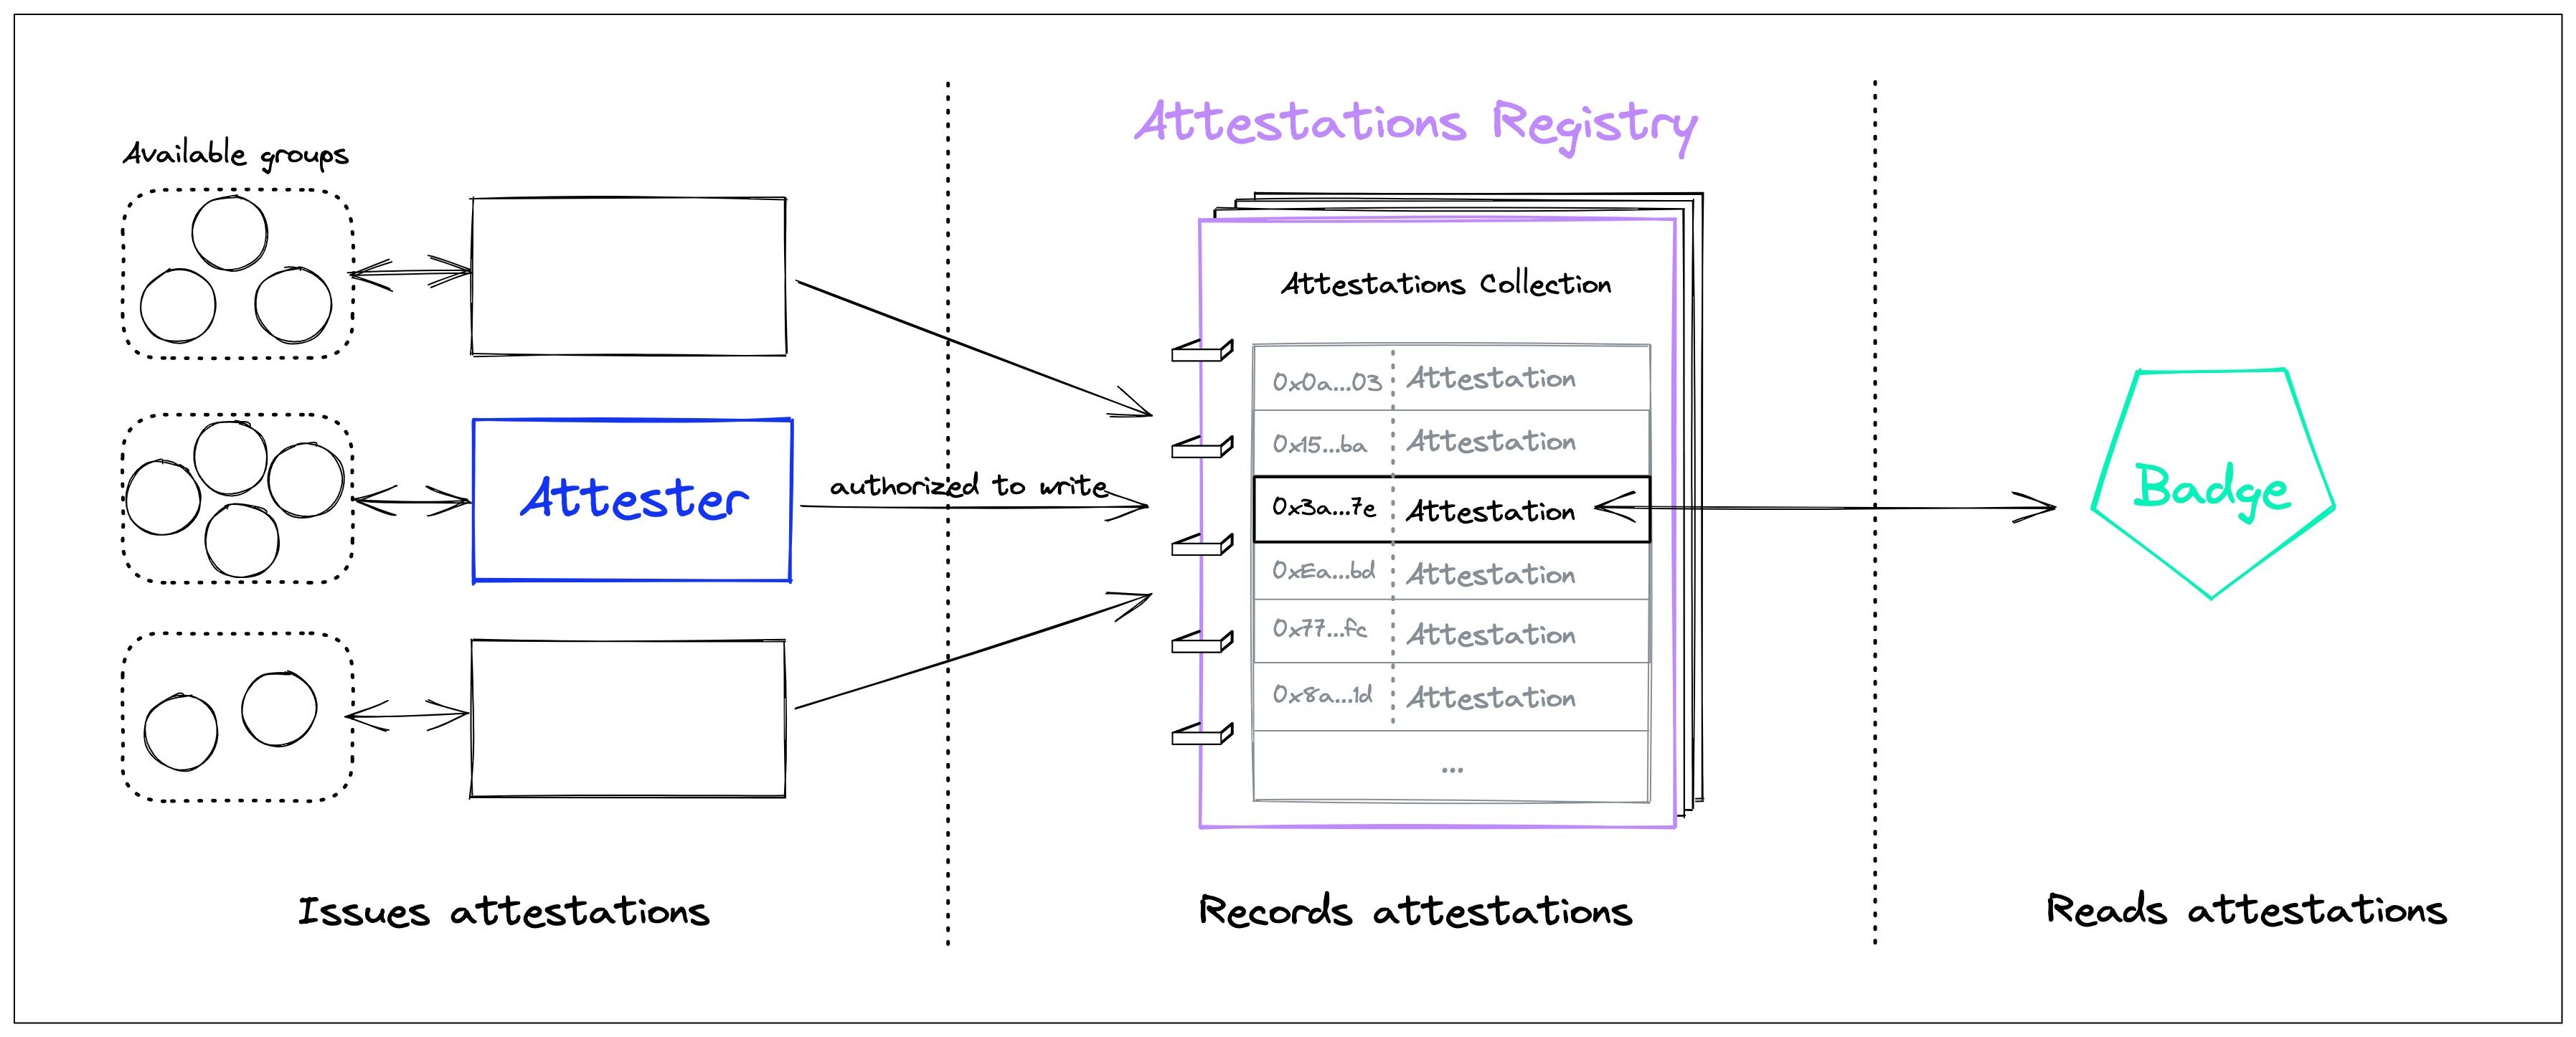 Available groups
Attester
authorized to write
Issues attestations
Attestations Registry
Attestations Collection
0x0a...03 Attestation
0x15...ba Attestation
0x3a...7e Attestation
0xEa...bd Attestation
0x77...fc Attestation
0x8a...1d Attestation
...
Records attestations
Badge
Reads attestations